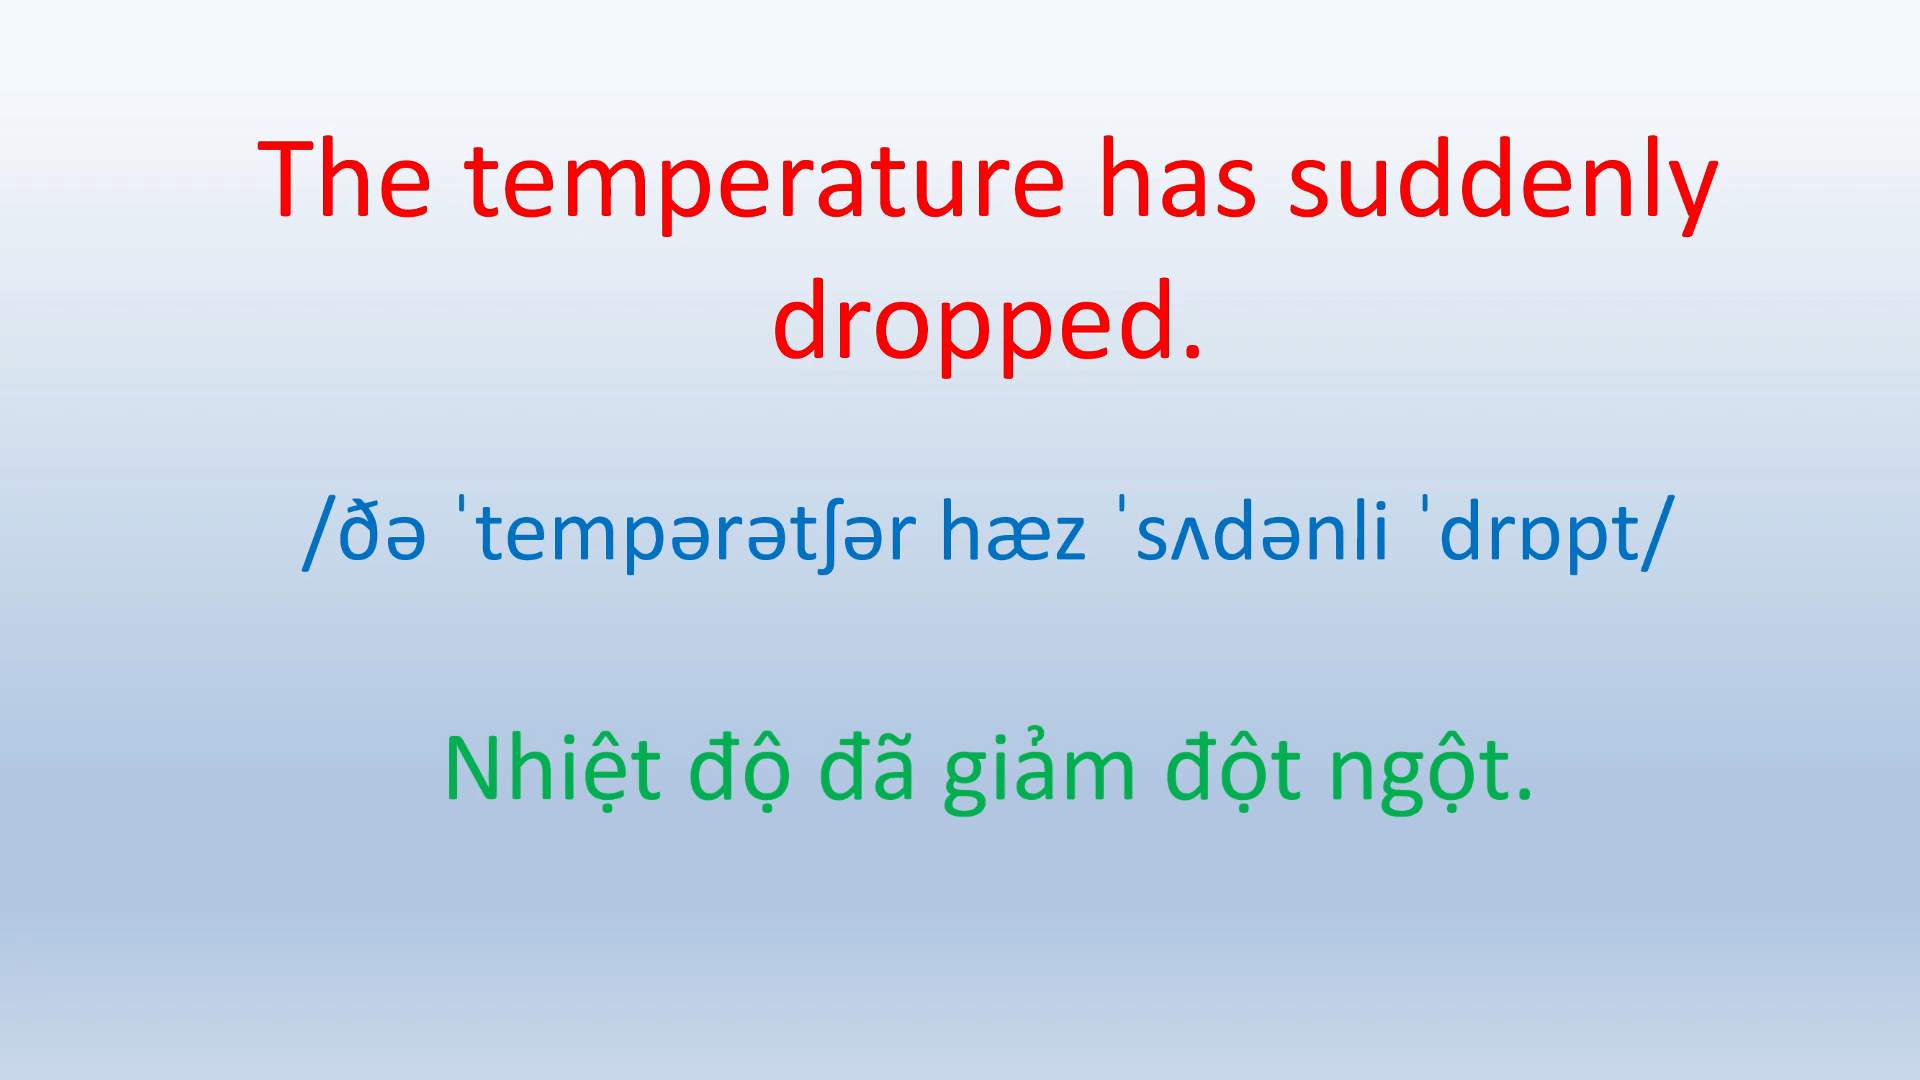 The temperature has suddenly
dropped.
/ðə ˈtempərətʃər hæz ˈsʌdənli ˈdrɒpt/
Nhiệt độ đã giảm đột ngột.